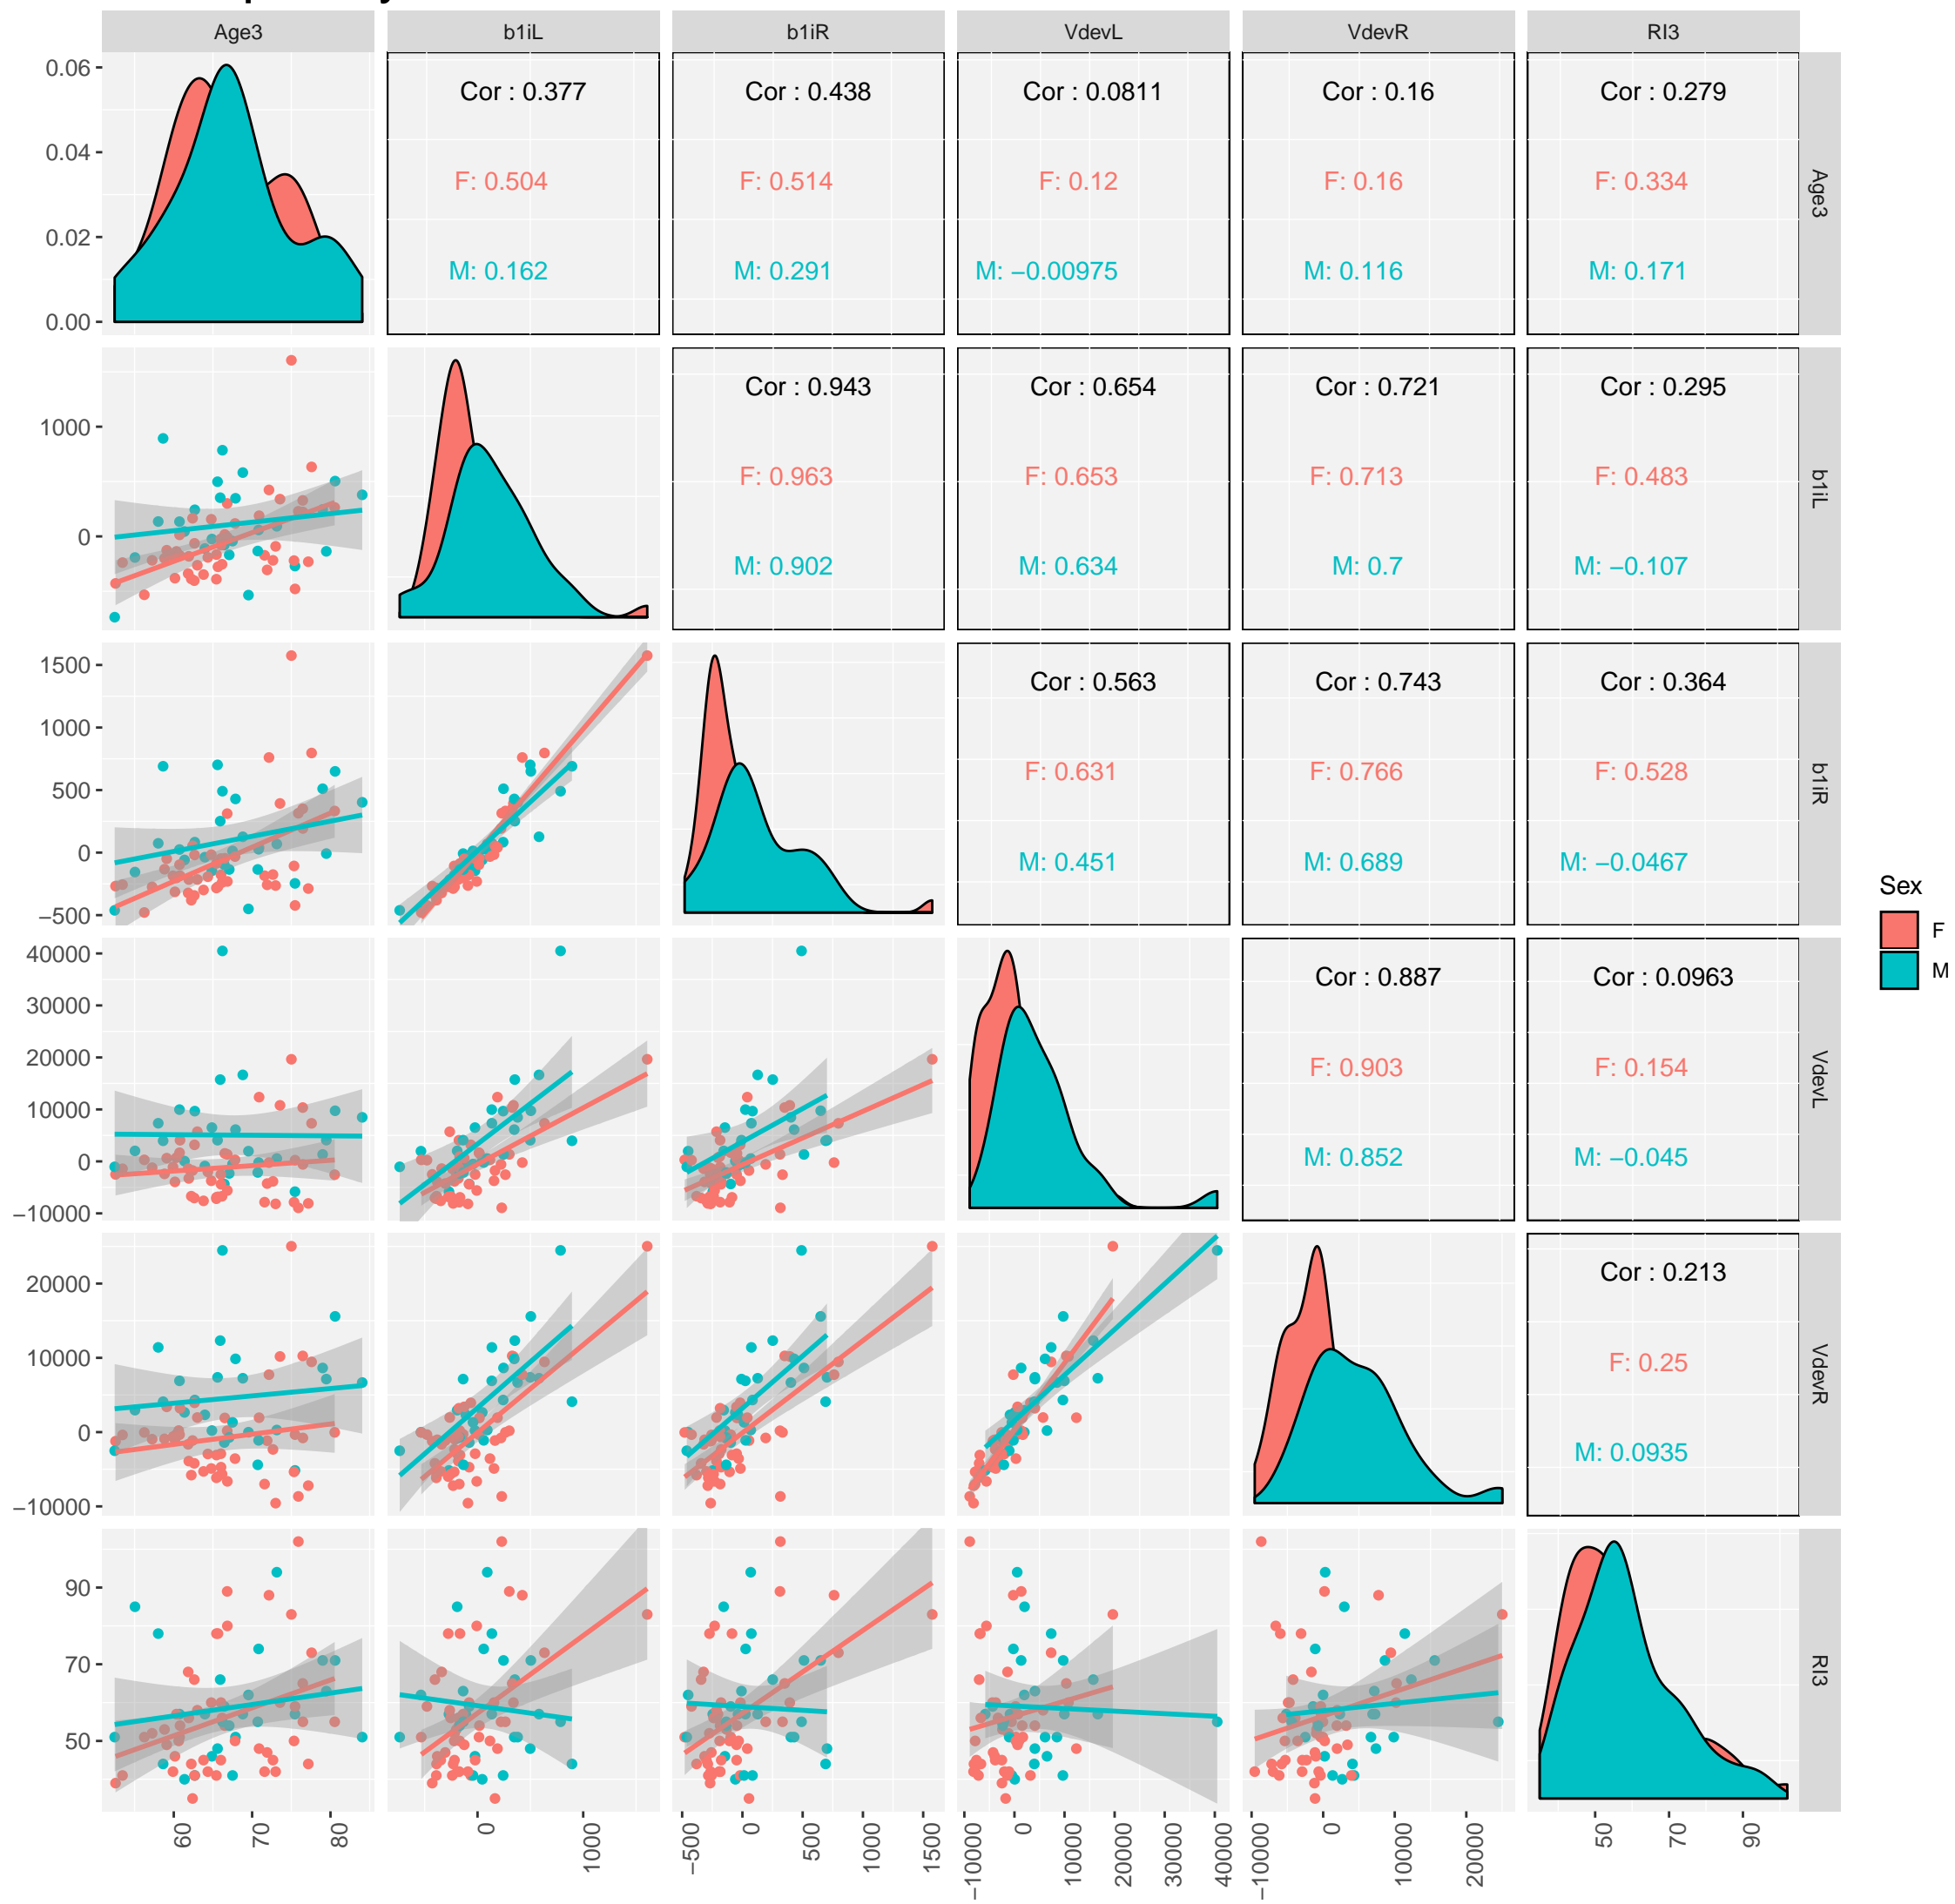 Age3 b1iL b1iR VdevL VdevR RI3
0.06
0.04
0.02
0.00
Cor : 0.377
F: 0.504
M: 0.162
Cor : 0.438
F: 0.514
M: 0.291
Cor : 0.0811
F: 0.12
M: −0.00975
Cor : 0.16
F: 0.16
M: 0.116
Cor : 0.279
F: 0.334
M: 0.171
Age3
1000
0
Cor : 0.943
F: 0.963
M: 0.902
Cor : 0.654
F: 0.653
M: 0.634
Cor : 0.721
F: 0.713
M: 0.7
Cor : 0.295
F: 0.483
M: −0.107
b1iL
1500
1000
500
0
−500
Cor : 0.563
F: 0.631
M: 0.451
Cor : 0.743
F: 0.766
M: 0.689
Cor : 0.364
F: 0.528
M: −0.0467
b1iR
40000
30000
20000
10000
0
−10000
Cor : 0.887
F: 0.903
M: 0.852
Cor : 0.0963
F: 0.154
M: −0.045
VdevL
20000
10000
0
−10000
Cor : 0.213
F: 0.25
M: 0.0935
VdevR
90
70
50
RI3
60 70 80
0 1000
−500 0 500 1000 1500
−10000 0 10000 20000 30000 40000
−10000 0 10000 20000
50 70 90
Sex
F
M